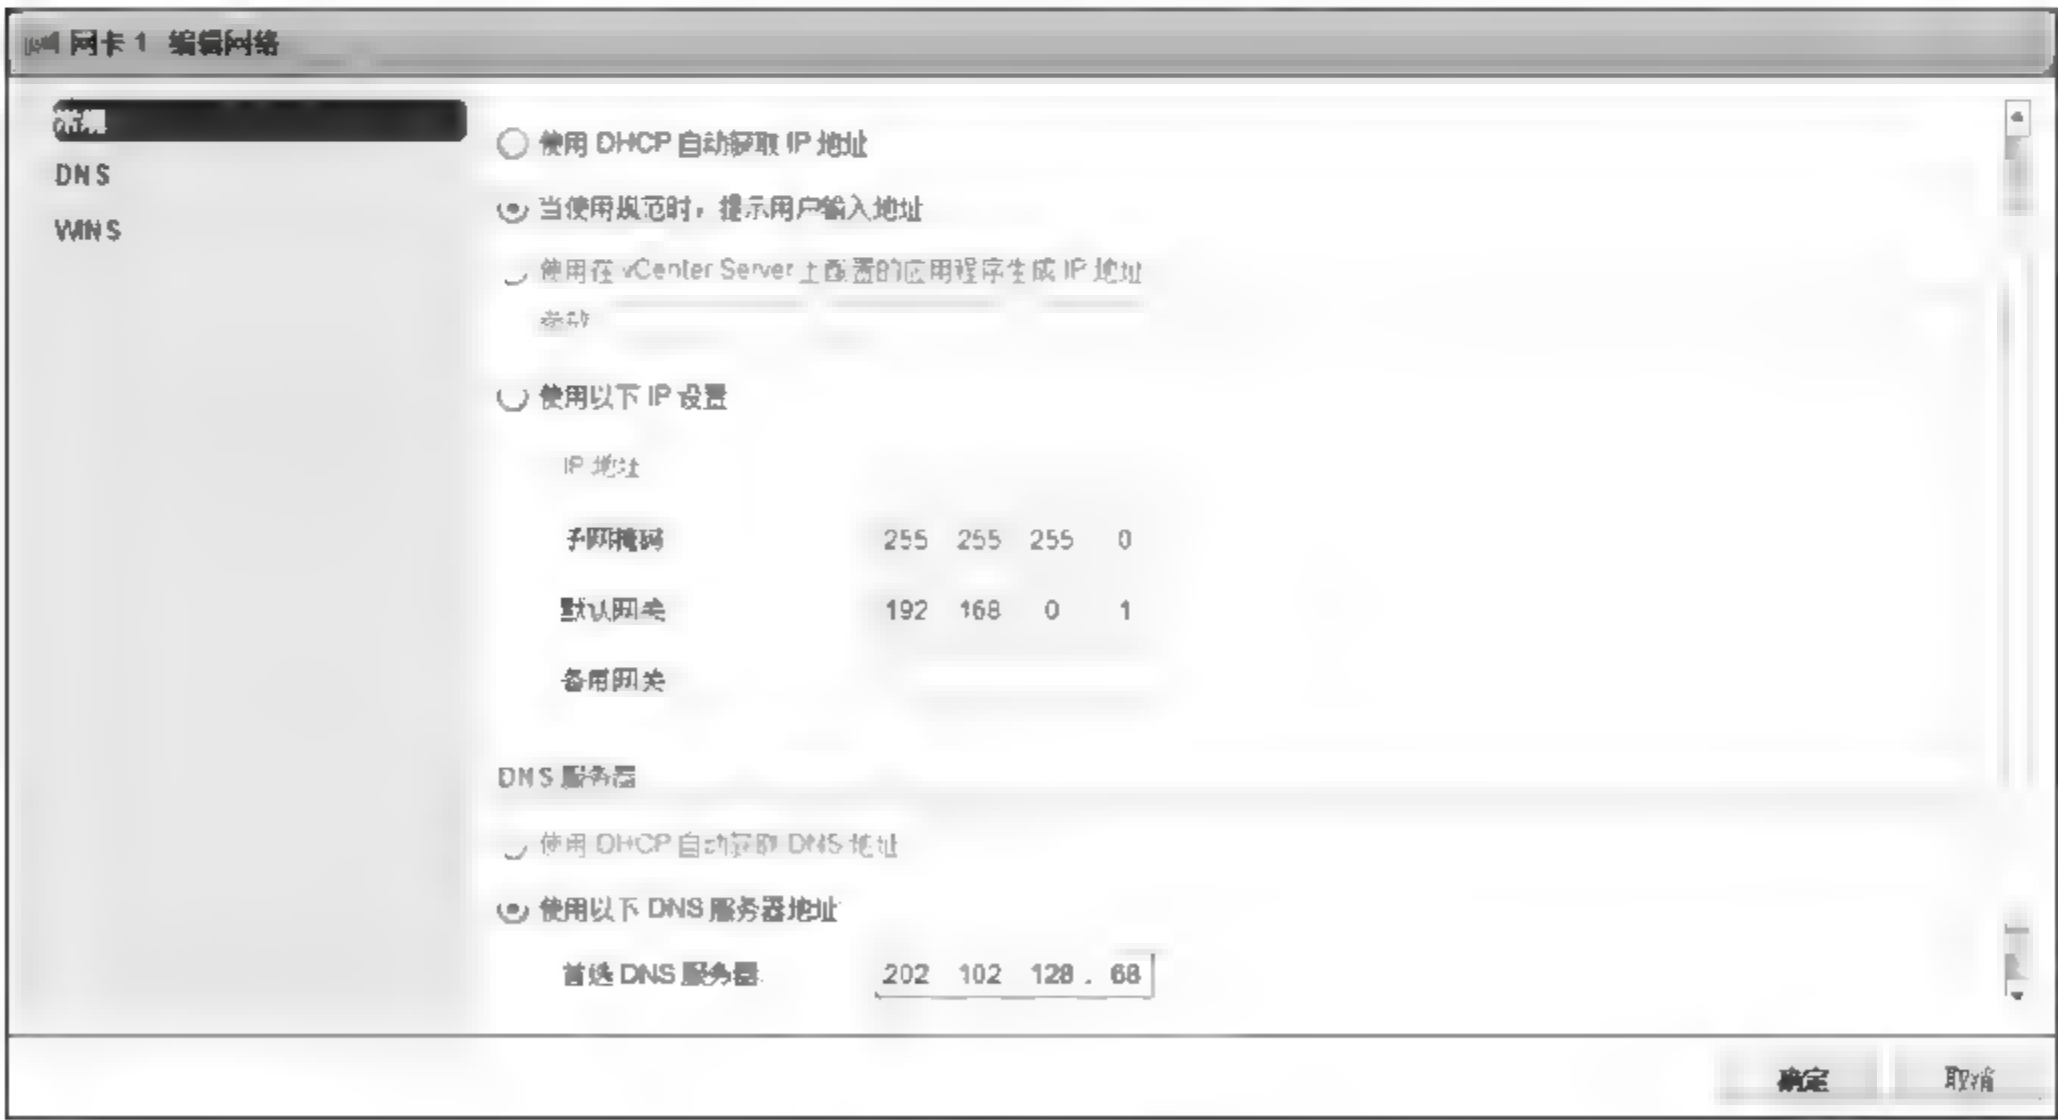 网卡 1 编辑网络
常规
DNS
WINS
使用 DHCP 自动获取 IP 地址
当使用规范时，提示用户输入地址
使用在 vCenter Server 上配置的应用程序生成 IP 地址
参数
使用以下 IP 设置
IP 地址
子网掩码 255 255 255 0
默认网关 192 168 0 1
备用网关
DNS 服务器
使用 DHCP 自动获取 DNS 地址
使用以下 DNS 服务器地址
首选 DNS 服务器: 202 102 128 . 68
确定 取消